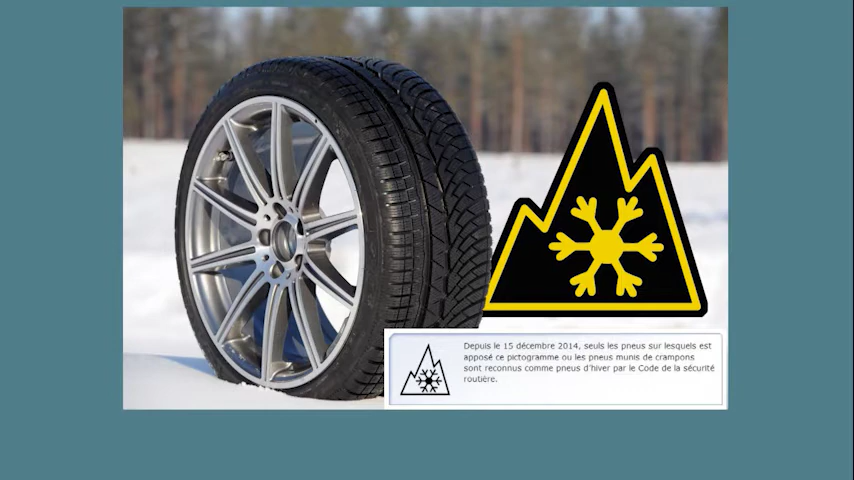 Depuis le 15 décembre 2014, seuls les pneus sur lesquels est
apposé ce pictogramme ou les pneus munis de crampons
sont reconnus comme pneus d'hiver par le Code de la sécurité
routière.